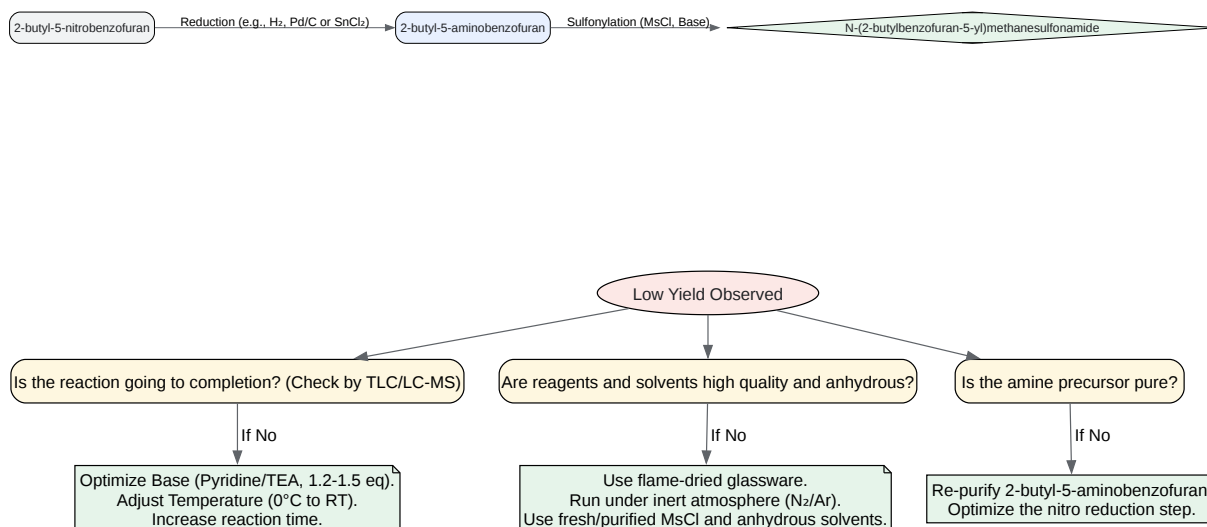 2-butyl-5-nitrobenzofuran
Reduction (e.g., H₂, Pd/C or SnCl₂)
2-butyl-5-aminobenzofuran
Sulfonylation (MsCl, Base)
N-(2-butylbenzofuran-5-yl)methanesulfonamide
Low Yield Observed
Is the reaction going to completion? (Check by TLC/LC-MS)
Are reagents and solvents high quality and anhydrous?
Is the amine precursor pure?
If No
If No
If No
Optimize Base (Pyridine/TEA, 1.2-1.5 eq).
Adjust Temperature (0°C to RT).
Increase reaction time.
Use flame-dried glassware.
Run under inert atmosphere (N₂/Ar).
Use fresh/purified MsCl and anhydrous solvents.
Re-purify 2-butyl-5-aminobenzofuran
Optimize the nitro reduction step.